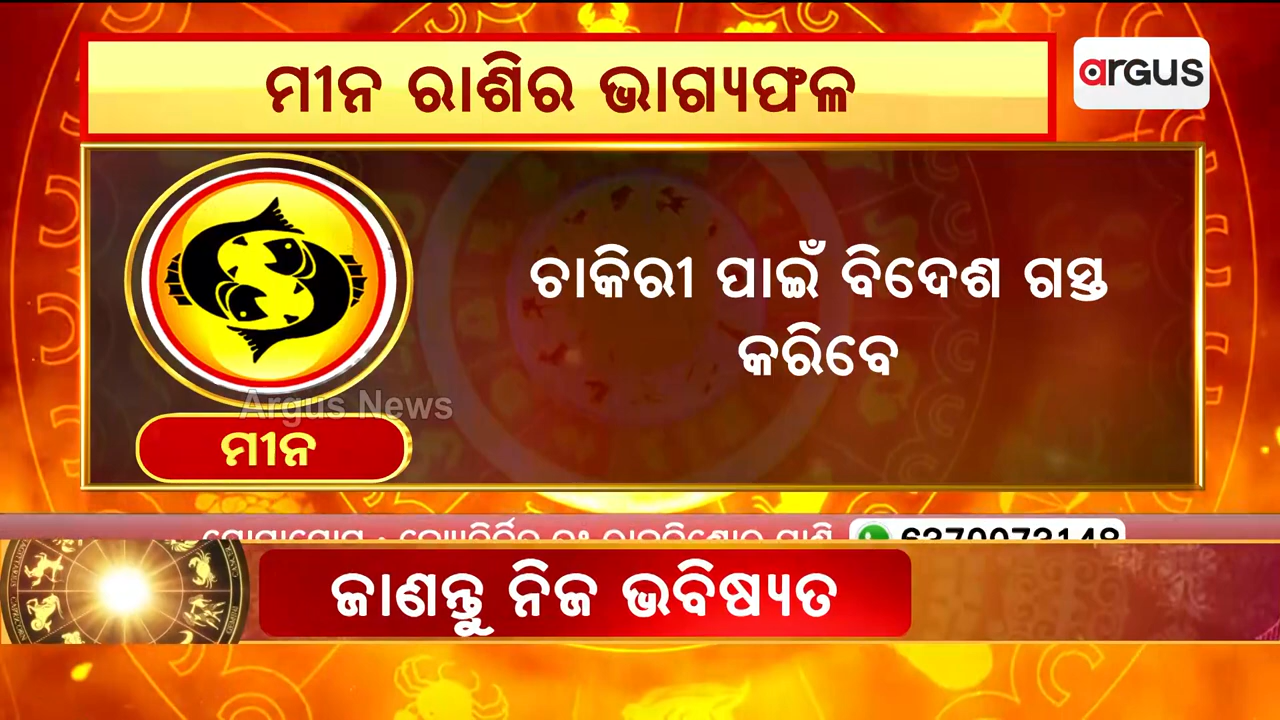 ମୀନ ରାଶିର ଭାଗ୍ୟଫଳ
argus
ଚାକିରୀ ପାଇଁ ବିଦେଶ ଗସ୍ତ
କରିବେ
Argus News
ମୀନ
ଜାଣନ୍ତୁ ନିଜ ଭବିଷ୍ୟତ